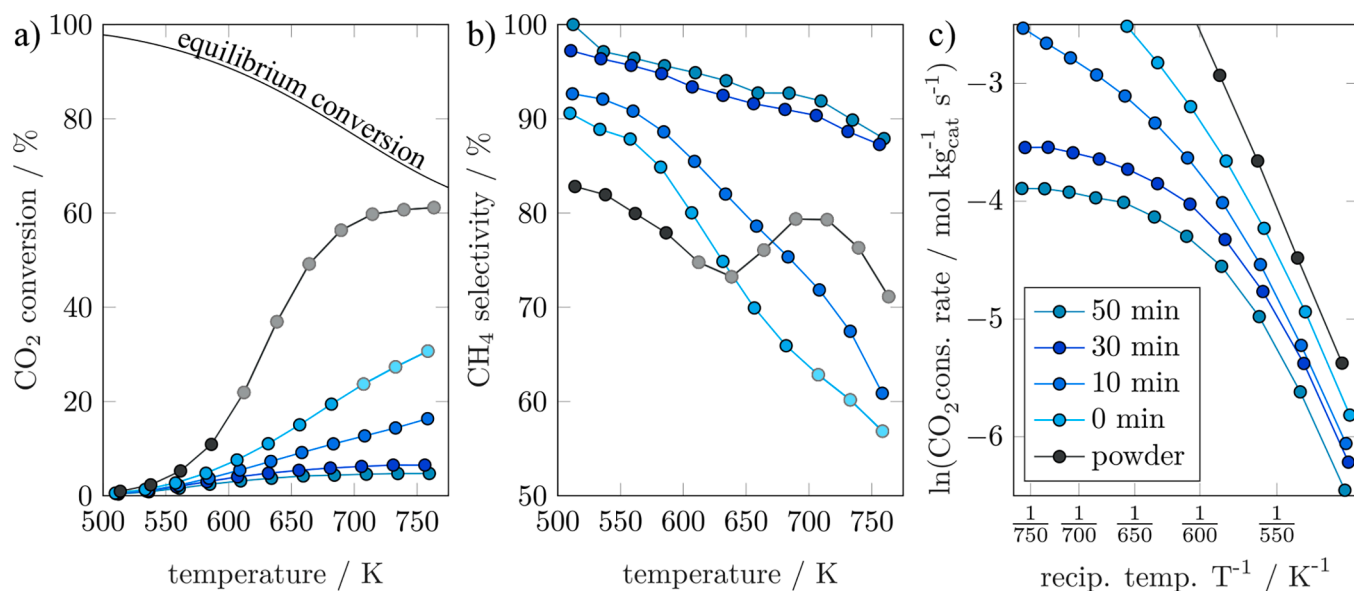 a)
CO2 conversion / %
100
80
60
40
20
0
equilibrium conversion
500 550 600 650 700 750
temperature / K
b)
CH4 selectivity / %
100
90
80
70
60
50
500 550 600 650 700 750
temperature / K
c)
ln(CO2cons. rate / mol kg-1cat s-1)
−3
−4
−5
−6
50 min
30 min
10 min
0 min
powder
1/750 1/700 1/650 1/600 1/550
recip. temp. T-1 / K-1